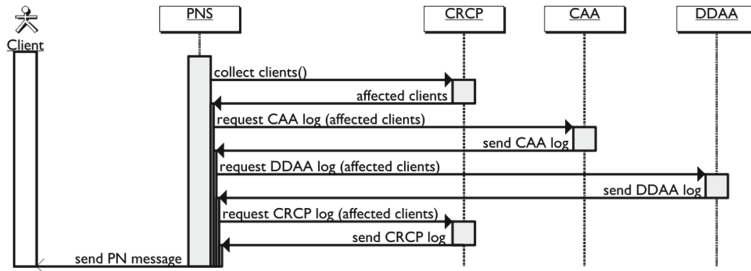 PNS CRCP CAA DDAA
Client
collect clients()
affected clients
request CAA log (affected clients)
send CAA log
request DDAA log (affected clients)
send DDAA log
request CRCP log (affected clients)
send CRCP log
send PN message